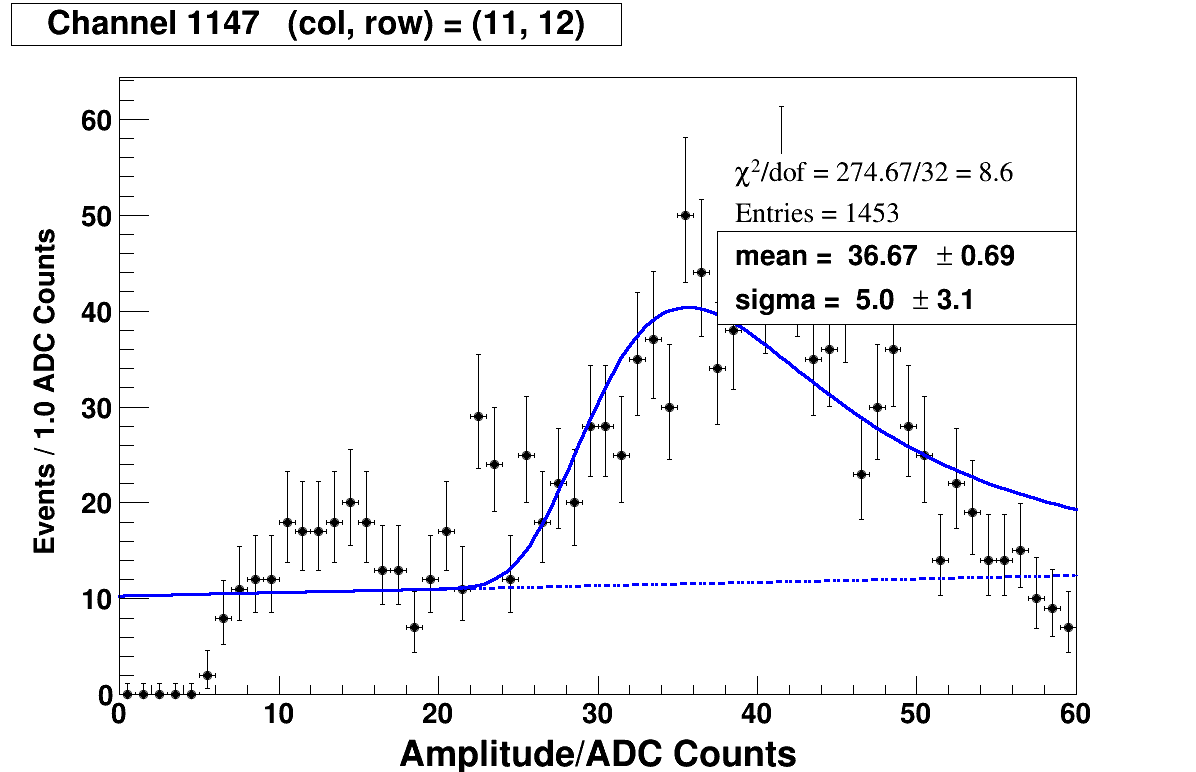 Channel 1147 (col, row) = (11, 12)
χ²/dof = 274.67/32 = 8.6
Entries = 1453
mean = 36.67 ± 0.69
sigma = 5.0 ± 3.1
Events / 1.0 ADC Counts
60
50
40
30
20
10
0
0 10 20 30 40 50 60
Amplitude/ADC Counts